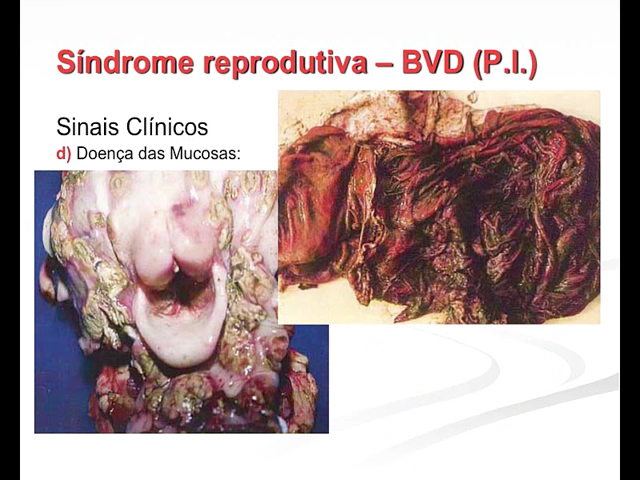 Síndrome reprodutiva – BVD (P.I.)
Sinais Clínicos
d) Doença das Mucosas: